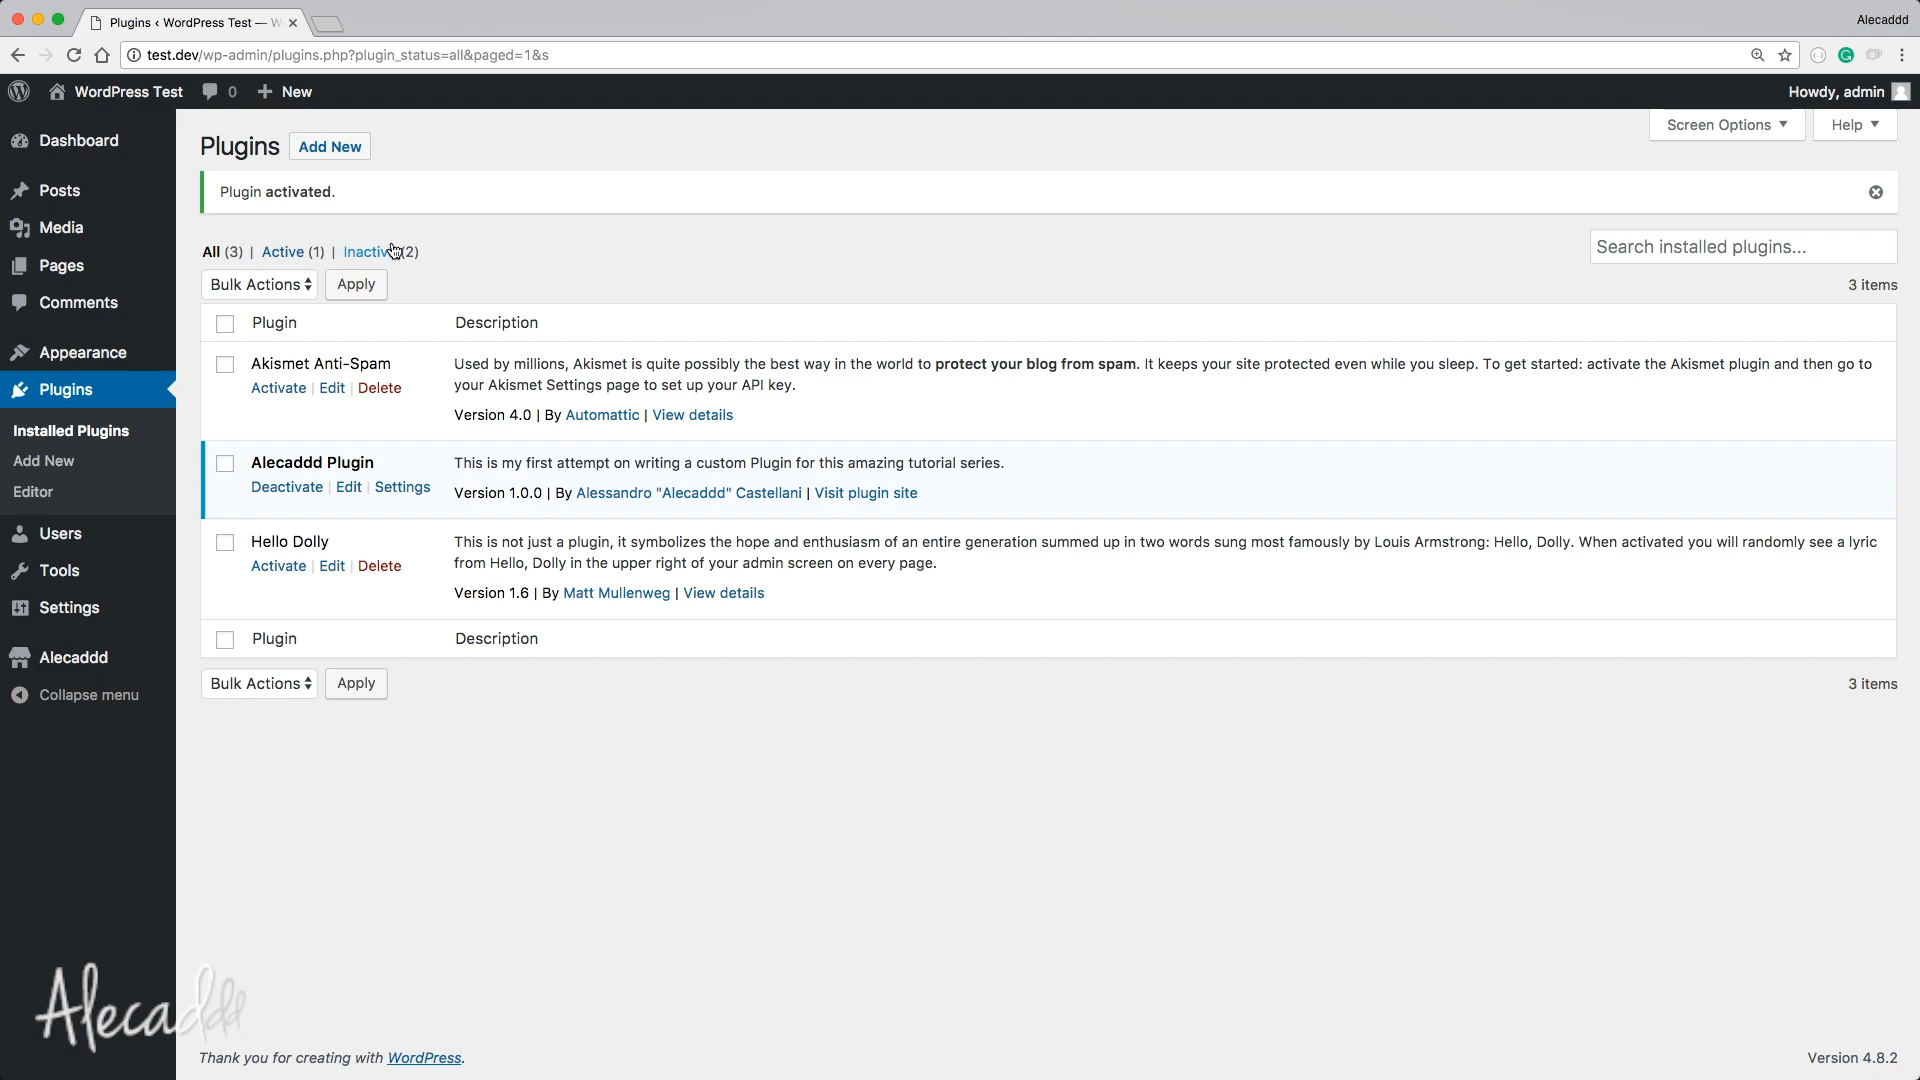 Plugins ‹ WordPress Test — W
Alecaddd
test.dev/wp-admin/plugins.php?plugin_status=all&paged=1&s
WordPress Test 0 New
Howdy, admin
Screen Options Help
Dashboard
Posts
Media
Pages
Comments
Appearance
Plugins
Installed Plugins
Add New
Editor
Users
Tools
Settings
Alecaddd
Collapse menu
Plugins Add New
Plugin activated.
All (3) | Active (1) | Inactiv (2)
Search installed plugins...
Bulk Actions Apply
3 items
Plugin Description
Akismet Anti-Spam
Activate | Edit | Delete
Used by millions, Akismet is quite possibly the best way in the world to protect your blog from spam. It keeps your site protected even while you sleep. To get started: activate the Akismet plugin and then go to
your Akismet Settings page to set up your API key.
Version 4.0 | By Automattic | View details
Alecaddd Plugin
Deactivate | Edit | Settings
This is my first attempt on writing a custom Plugin for this amazing tutorial series.
Version 1.0.0 | By Alessandro "Alecaddd" Castellani | Visit plugin site
Hello Dolly
Activate | Edit | Delete
This is not just a plugin, it symbolizes the hope and enthusiasm of an entire generation summed up in two words sung most famously by Louis Armstrong: Hello, Dolly. When activated you will randomly see a lyric
from Hello, Dolly in the upper right of your admin screen on every page.
Version 1.6 | By Matt Mullenweg | View details
Plugin Description
Bulk Actions Apply
3 items
Alecaddd
Thank you for creating with WordPress.
Version 4.8.2